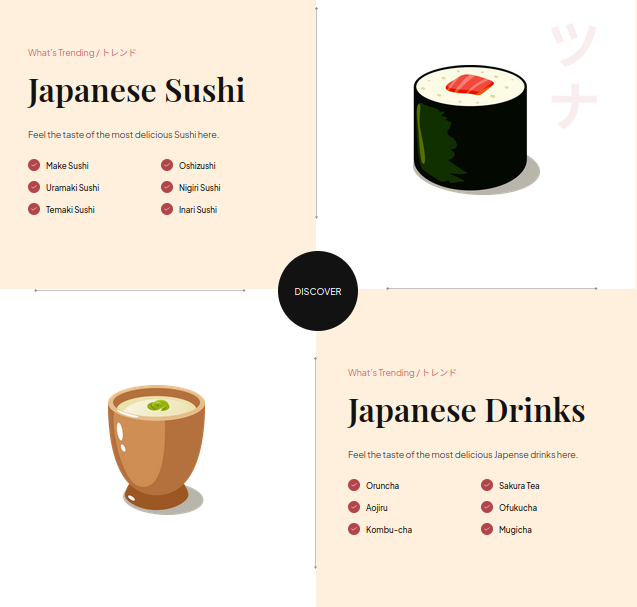 What's Trending / トレンド
Japanese Sushi
Feel the taste of the most delicious Sushi here.
Make Sushi
Oshizushi
Uramaki Sushi
Nigiri Sushi
Temaki Sushi
Inari Sushi
ツナ
DISCOVER
What's Trending / トレンド
Japanese Drinks
Feel the taste of the most delicious Japense drinks here.
Oruncha
Sakura Tea
Aojiru
Ofukucha
Kombu-cha
Mugicha